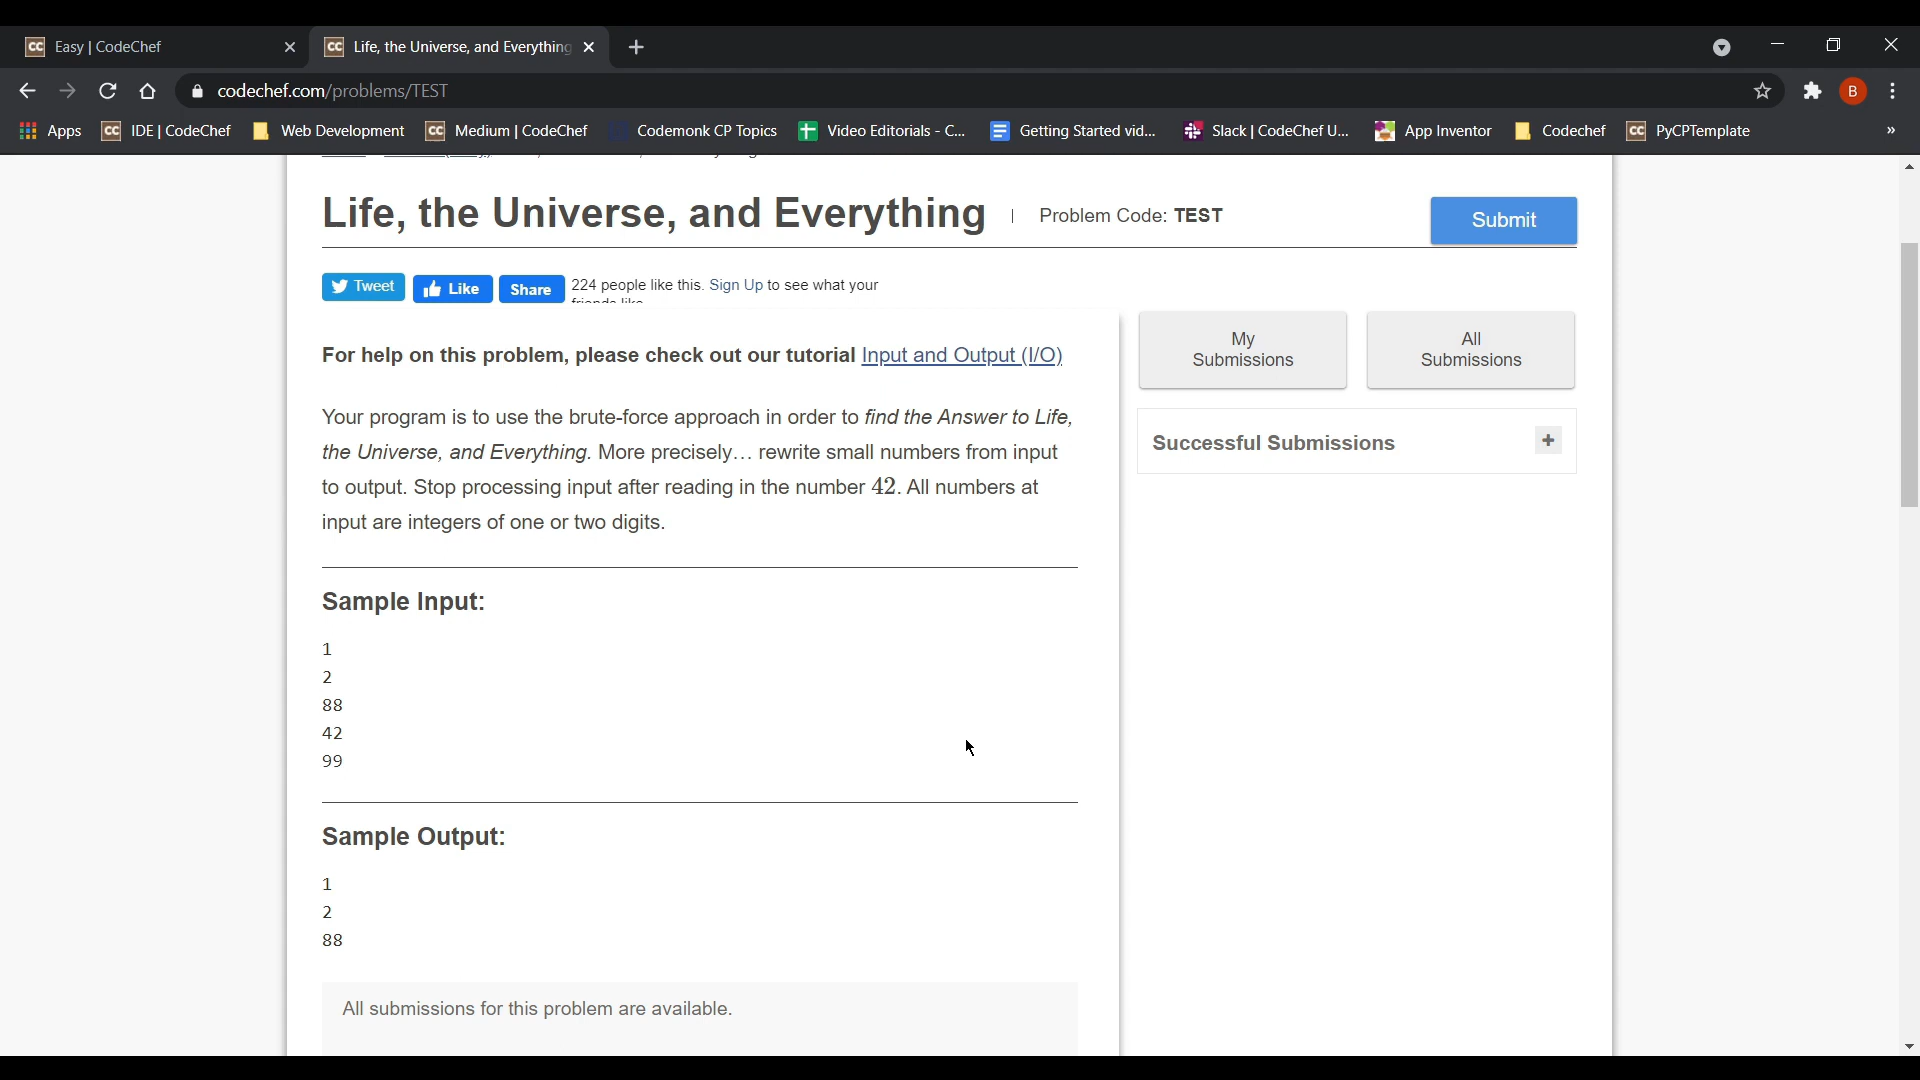 Easy | CodeChef
Life, the Universe, and Everything
codechef.com/problems/TEST
B
Apps IDE | CodeChef Web Development Medium | CodeChef Codemonk CP Topics Video Editorials - C... Getting Started vid... Slack | CodeChef U... App Inventor Codechef PyCPTemplate »
Life, the Universe, and Everything | Problem Code: TEST
Submit
Tweet Like Share 224 people like this. Sign Up to see what your
friends like.
My
Submissions
All
Submissions
For help on this problem, please check out our tutorial Input and Output (I/O)
Successful Submissions +
Your program is to use the brute-force approach in order to find the Answer to Life,
the Universe, and Everything. More precisely... rewrite small numbers from input
to output. Stop processing input after reading in the number 42. All numbers at
input are integers of one or two digits.
Sample Input:
1
2
88
42
99
Sample Output:
1
2
88
All submissions for this problem are available.